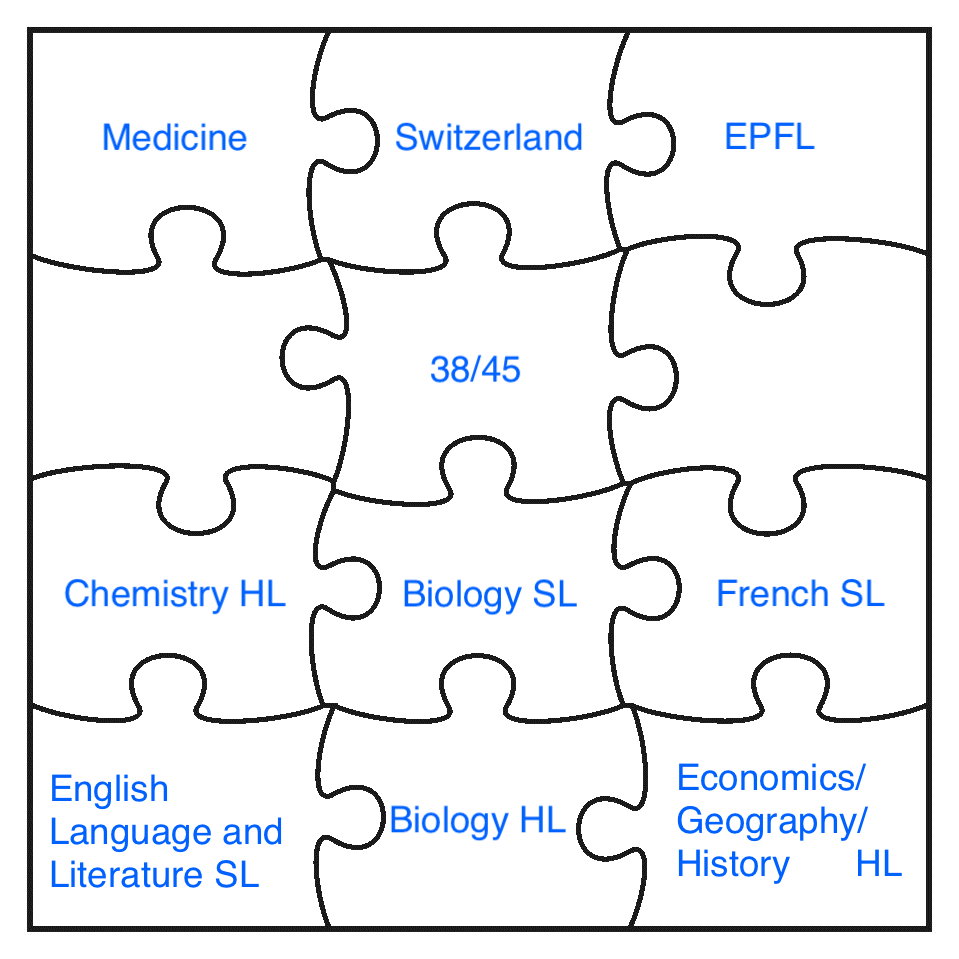 Medicine
Switzerland
EPFL
38/45
Chemistry HL
Biology SL
French SL
English
Language and
Literature SL
Biology HL
Economics/
Geography/
History HL